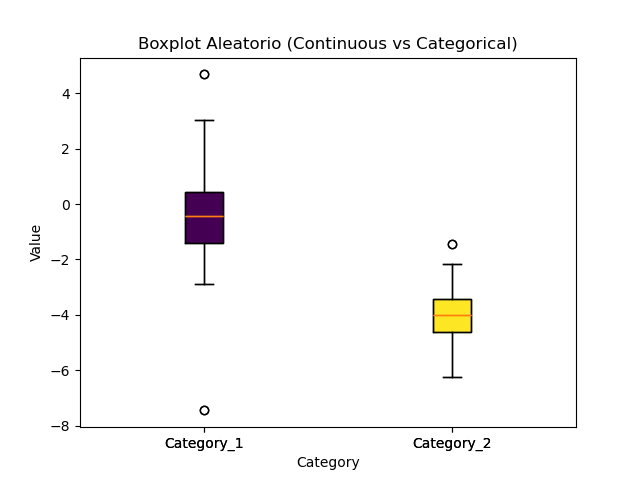 Boxplot Aleatorio (Continuous vs Categorical)
4
2
0
−2
−4
−6
−8
Value
Category_1
Category_2
Category